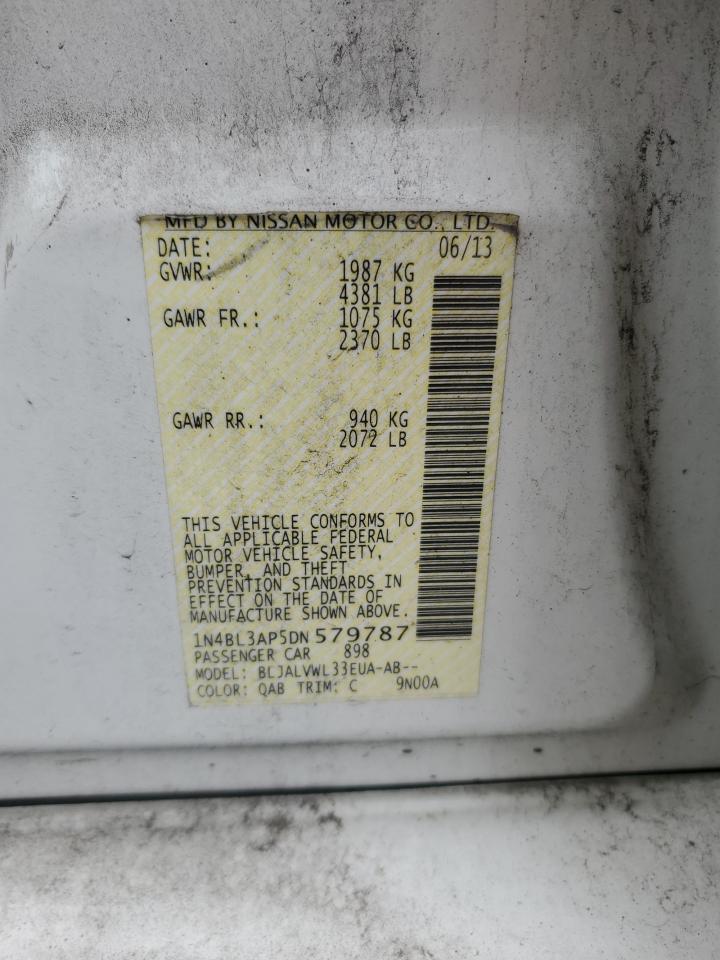 MFD BY NISSAN MOTOR CO., LTD.
DATE: 06/13
GVWR: 1987 KG
4381 LB
GAWR FR.: 1075 KG
2370 LB
GAWR RR.: 940 KG
2072 LB
THIS VEHICLE CONFORMS TO
ALL APPLICABLE FEDERAL
MOTOR VEHICLE SAFETY,
BUMPER, AND THEFT
PREVENTION STANDARDS IN
EFFECT ON THE DATE OF
MANUFACTURE SHOWN ABOVE.
1N4BL3AP5DN579787
PASSENGER CAR 898
MODEL: BLJALVWL33EUA-AB--
COLOR: QAB TRIM: C 9N00A